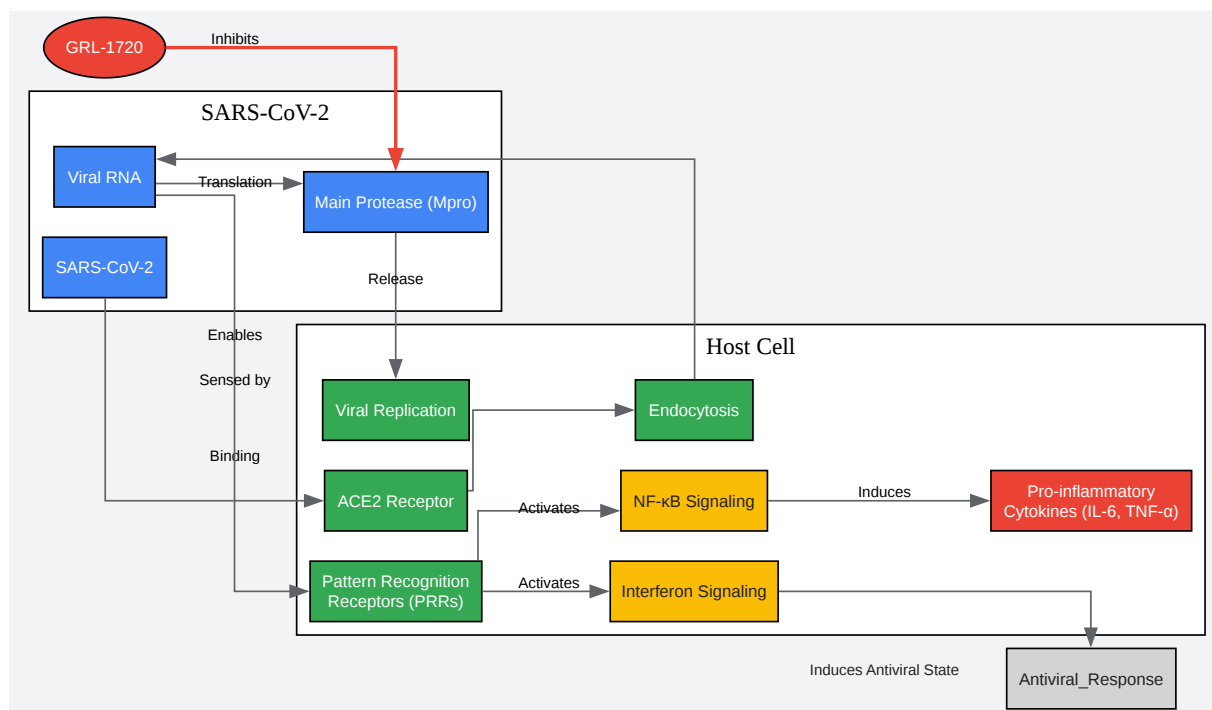 GRL-1720
Inhibits
SARS-CoV-2
Viral RNA
Translation
Main Protease (Mpro)
SARS-CoV-2
Release
Enables
Host Cell
Sensed by
Viral Replication
Endocytosis
Binding
ACE2 Receptor
Activates
NF-κB Signaling
Induces
Pro-inflammatory
Cytokines (IL-6, TNF-α)
Pattern Recognition
Receptors (PRRs)
Activates
Interferon Signaling
Induces Antiviral State
Antiviral_Response